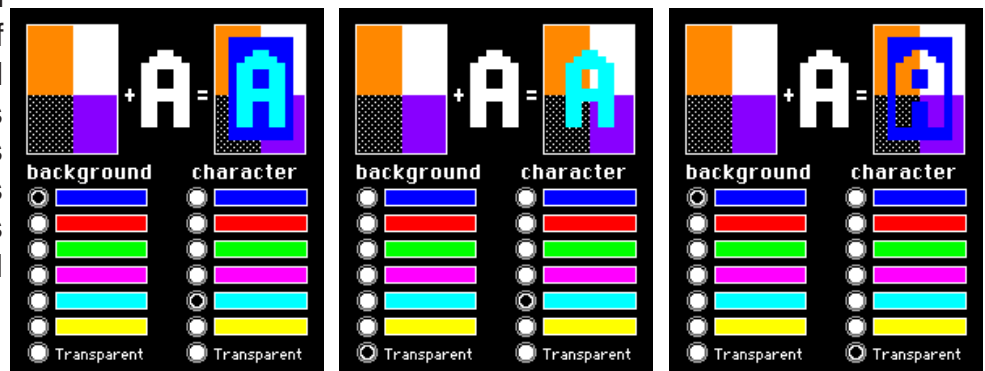 + A =
background character
Transparent Transparent
+ A =
background character
Transparent Transparent
+ A =
background character
Transparent Transparent